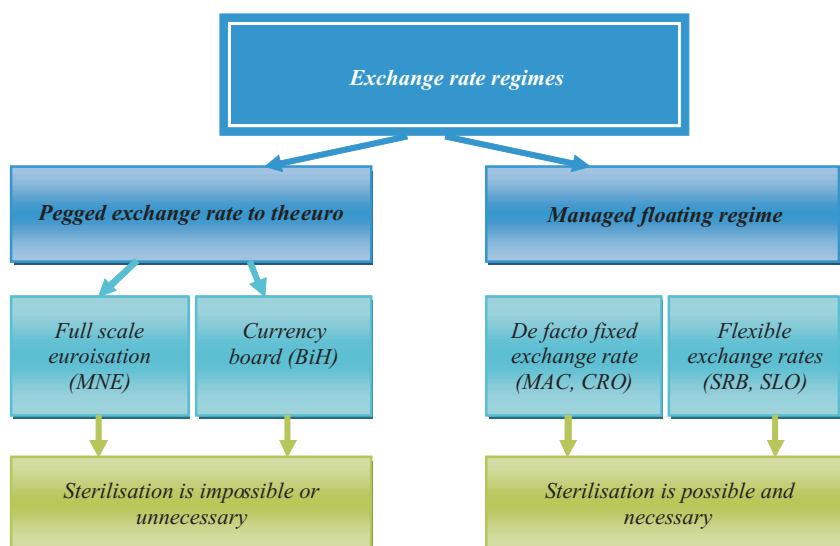 Exchange rate regimes
Pegged exchange rate to theeuro
Managed floating regime
Full scale
euroisation
(MNE)
Currency
board (BiH)
De facto fixed
exchange rate
(MAC, CRO)
Flexible
exchange rates
(SRB, SLO)
Sterilisation is impossible or
unnecessary
Sterilisation is possible and
necessary